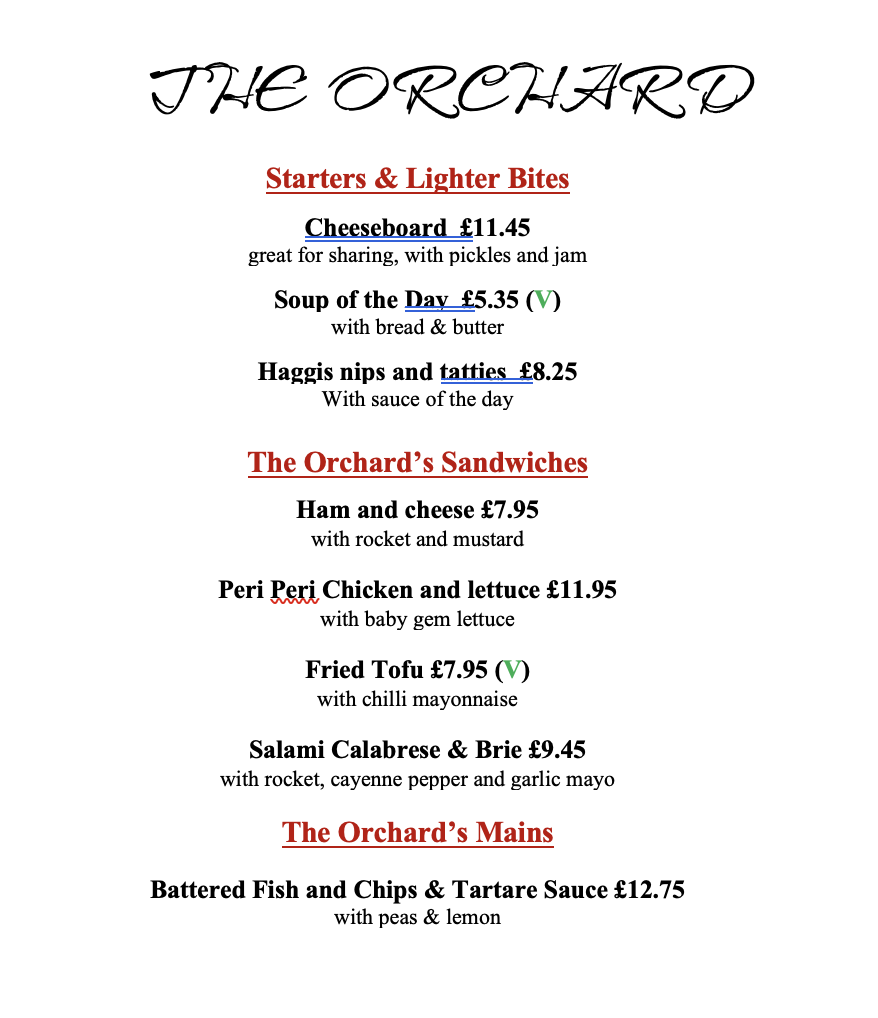 THE ORCHARD
Starters & Lighter Bites
Cheeseboard  £11.45
great for sharing, with pickles and jam
Soup of the Day  £5.35 (V)
with bread & butter
Haggis nips and tatties  £8.25
With sauce of the day
The Orchard’s Sandwiches
Ham and cheese £7.95
with rocket and mustard
Peri Peri Chicken and lettuce £11.95
with baby gem lettuce
Fried Tofu £7.95 (V)
with chilli mayonnaise
Salami Calabrese & Brie £9.45
with rocket, cayenne pepper and garlic mayo
The Orchard’s Mains
Battered Fish and Chips & Tartare Sauce £12.75
with peas & lemon